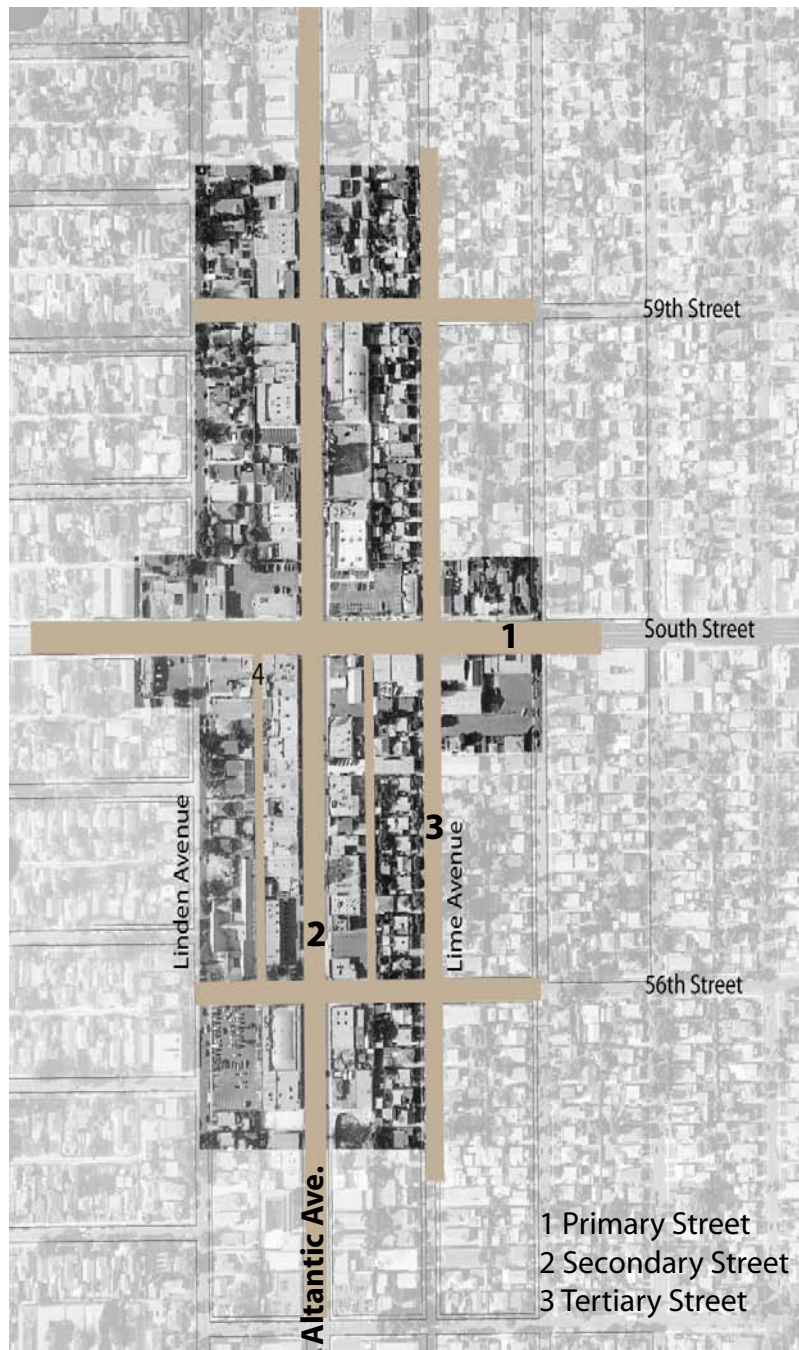 59th Street
1
South Street
4
3
Linden Avenue
Lime Avenue
2
56th Street
Altantic Ave.
1 Primary Street
2 Secondary Street
3 Tertiary Street